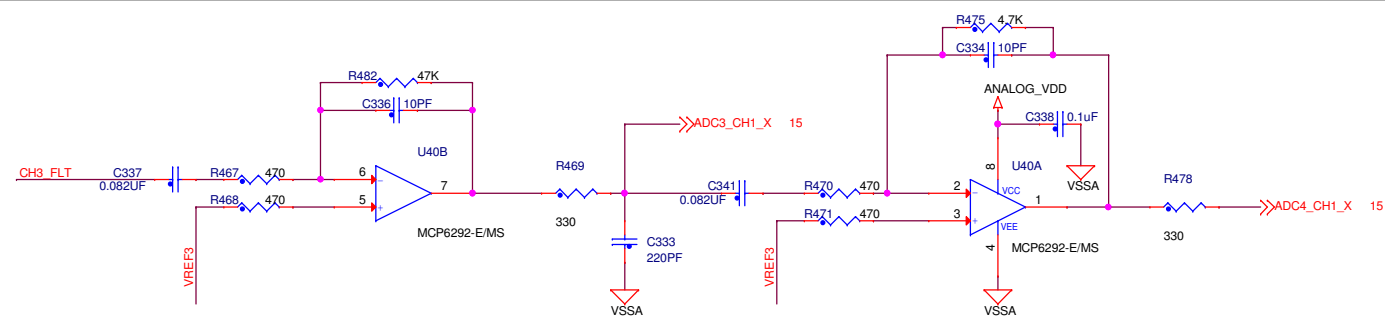 R475 4.7K
C334 10PF
R482 47K
ANALOG_VDD
C336 10PF
C338 0.1uF
ADC3_CH1_X 15
U40B
R469
8 U40A
CH3_FLT
C337
0.082UF
R467 470
6
VSSA
R478
7
C341
0.082UF
R470 470
2
VCC
1
R468 470
5
330
R471 470
3
VEE
ADC4_CH1_X 15
MCP6292-E/MS
C333
220PF
4
MCP6292-E/MS
330
VREF3
VREF3
VSSA
VSSA